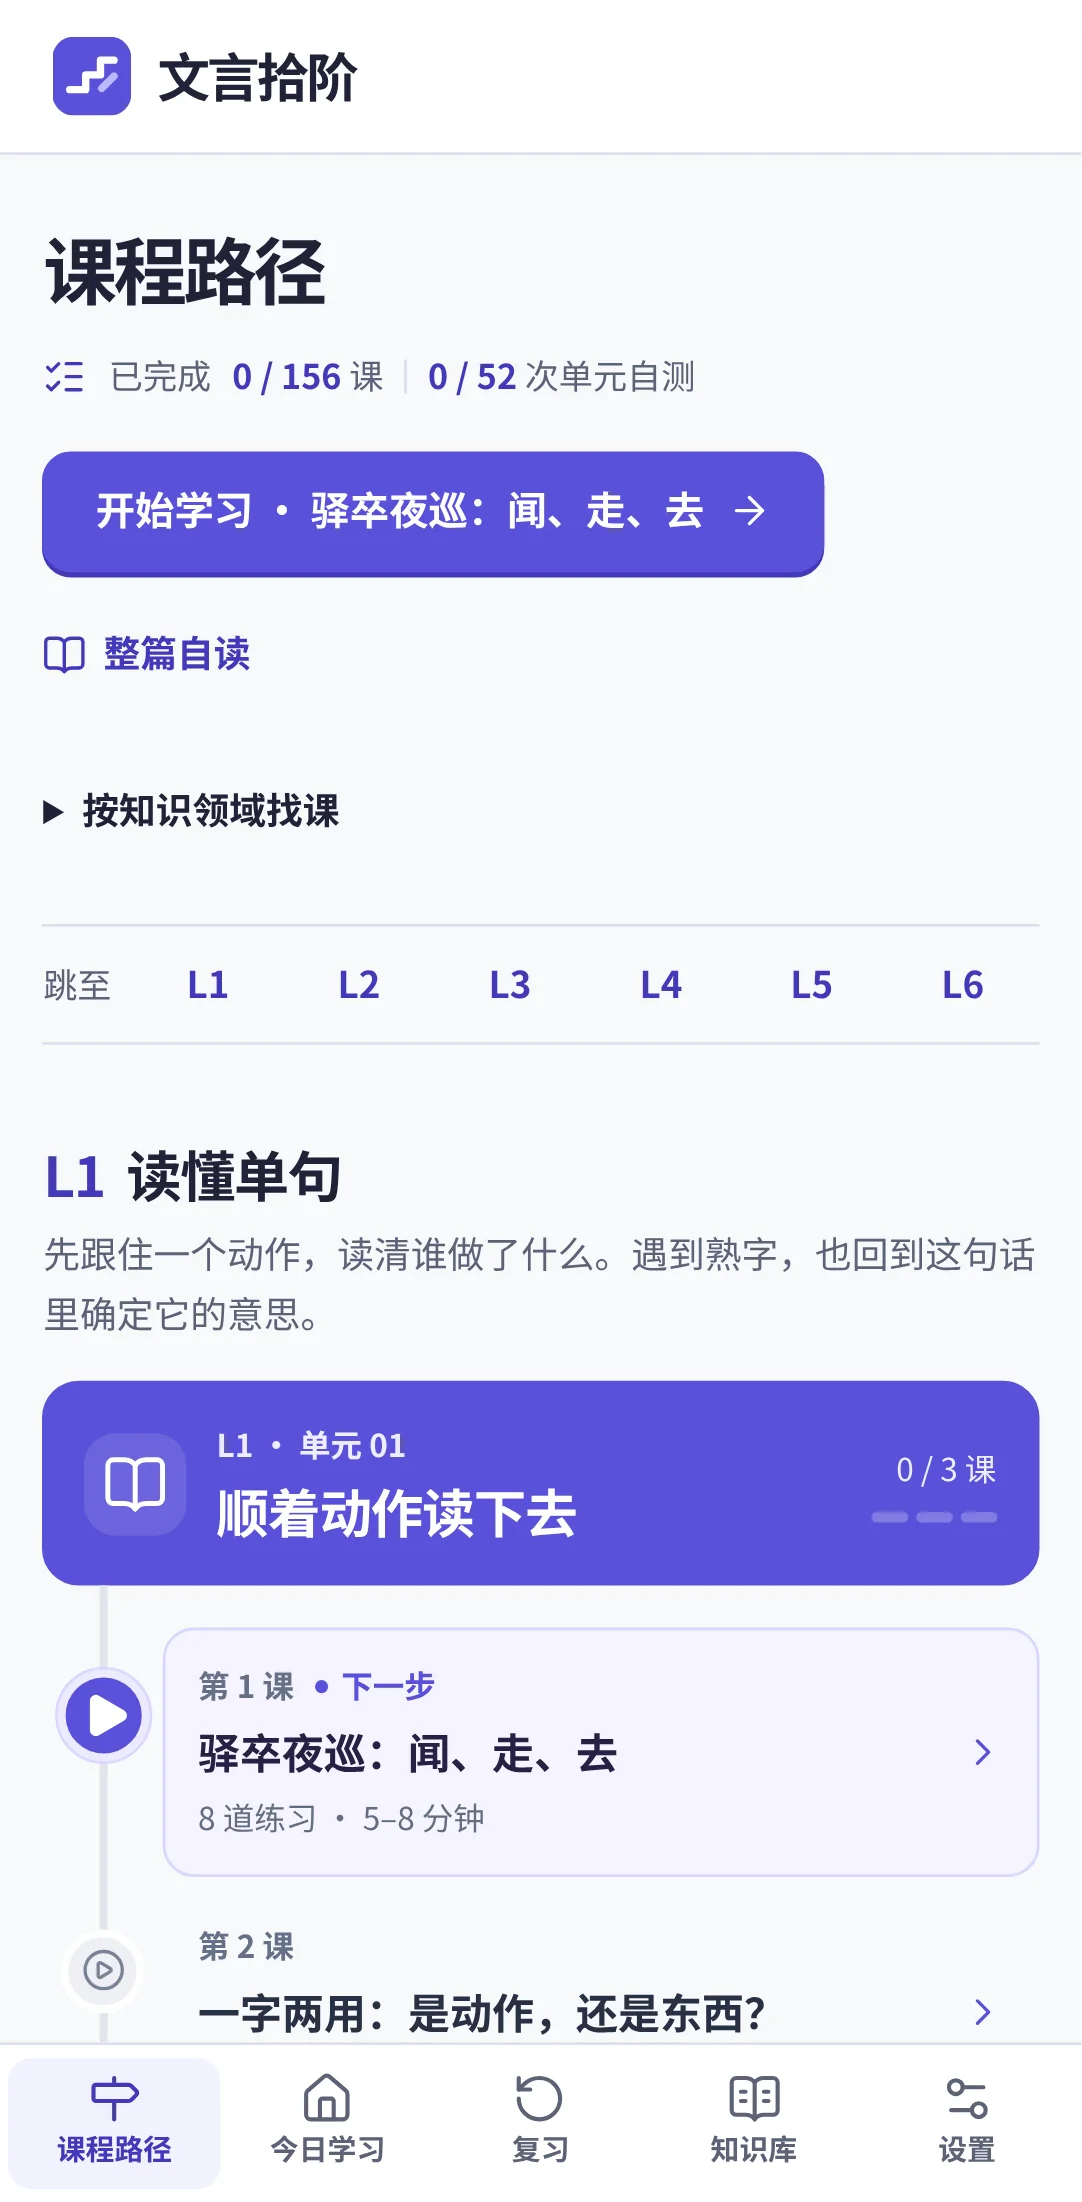 文言拾阶
课程路径
已完成 0 / 156 课 | 0 / 52 次单元自测
开始学习 · 驿卒夜巡：闻、走、去 →
整篇自读
▶ 按知识领域找课
跳至 L1 L2 L3 L4 L5 L6
L1 读懂单句
先跟住一个动作，读清谁做了什么。遇到熟字，也回到这句话
里确定它的意思。
L1 · 单元 01
顺着动作读下去
0 / 3 课
第 1 课 • 下一步
驿卒夜巡：闻、走、去
8 道练习 · 5–8 分钟
第 2 课
一字两用：是动作，还是东西？
课程路径 今日学习 复习 知识库 设置